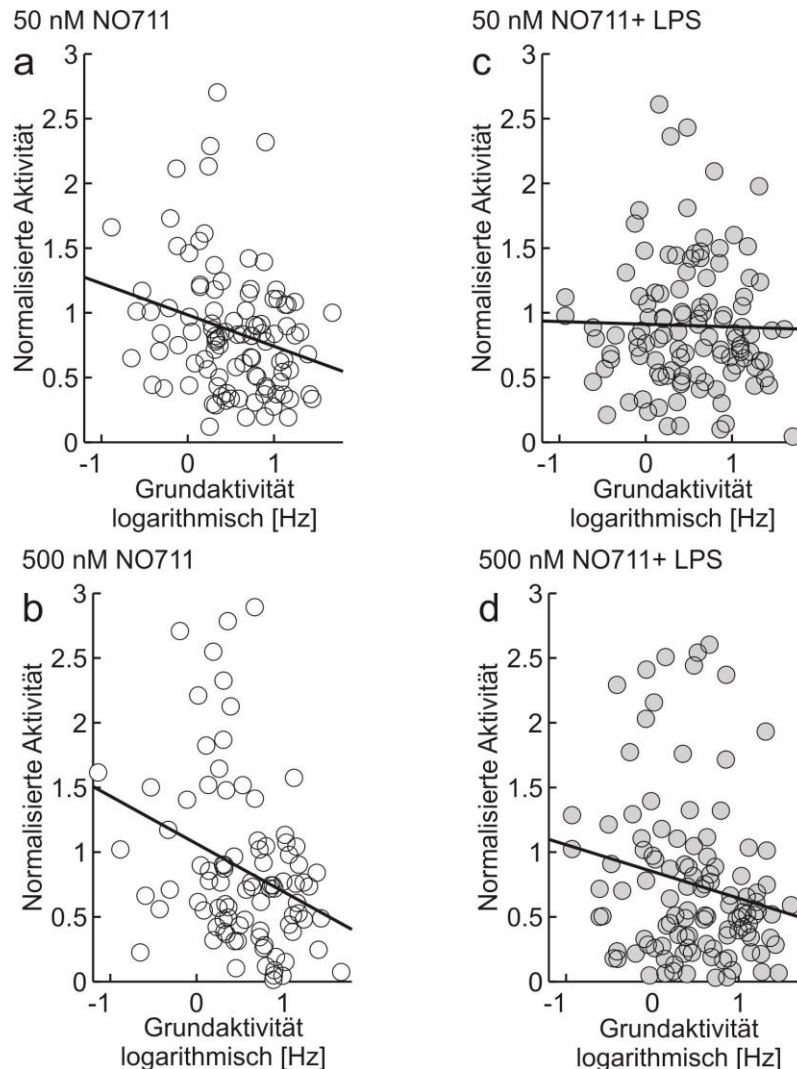 50 nM NO711
a
Normalisierte Aktivität
3
2.5
2
1.5
1
0.5
0
-1 0 1
Grundaktivität
logarithmisch [Hz]
50 nM NO711+ LPS
c
Normalisierte Aktivität
3
2.5
2
1.5
1
0.5
0
-1 0 1
Grundaktivität
logarithmisch [Hz]
500 nM NO711
b
Normalisierte Aktivität
3
2.5
2
1.5
1
0.5
0
-1 0 1
Grundaktivität
logarithmisch [Hz]
500 nM NO711+ LPS
d
Normalisierte Aktivität
3
2.5
2
1.5
1
0.5
0
-1 0 1
Grundaktivität
logarithmisch [Hz]